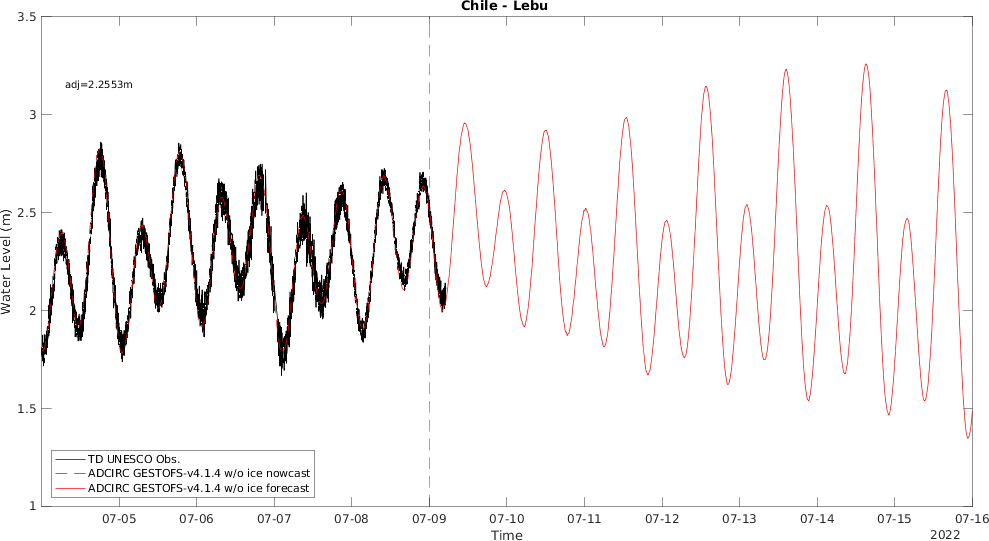 Chile - Lebu
3.5
adj=2.2553m
3
2.5
Water Level (m)
2
1.5
TD UNESCO Obs.
ADCIRC GESTOFS-v4.1.4 w/o ice nowcast
ADCIRC GESTOFS-v4.1.4 w/o ice forecast
1
07-05 07-06 07-07 07-08 07-09 07-10 07-11 07-12 07-13 07-14 07-15 07-16
Time
2022